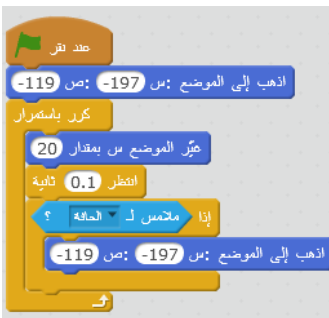 عند نقر
اذهب إلى الموضع :س -197 :ص -119
كرر باستمرار
غيّر الموضع س بمقدار 20
انتظر 0.1 ثانية
إذا ملامس لـ الحافة ؟
اذهب إلى الموضع :س -197 :ص -119